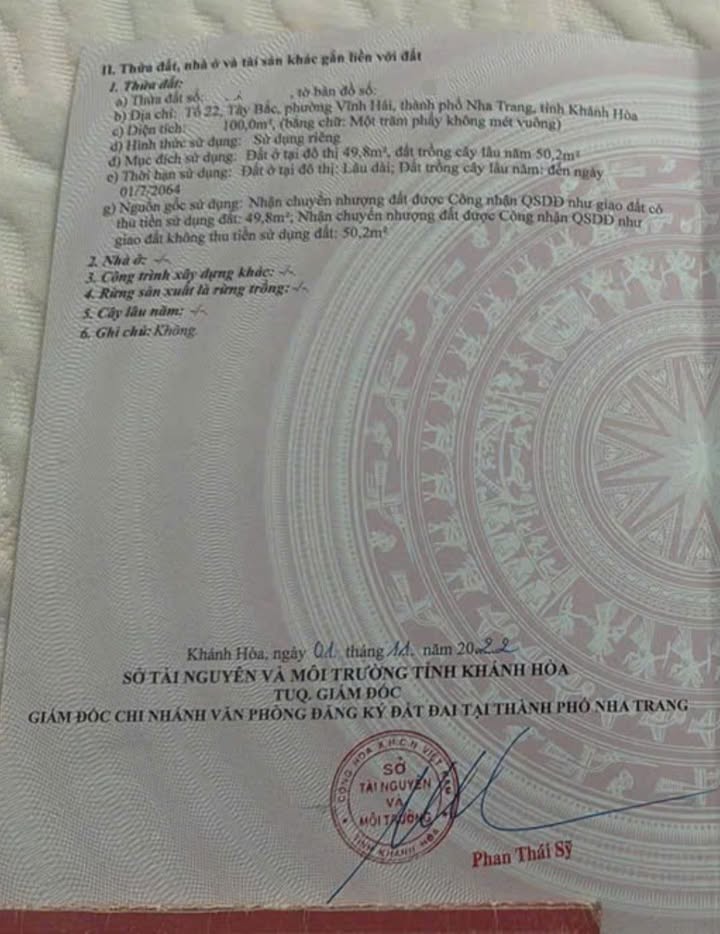 II. Thửa đất, nhà ở và tài sản khác gắn liền với đất
1. Thửa đất:
a) Thửa đất số: , tờ bản đồ số:
b) Địa chỉ: Tổ 22, Tây Bắc, phường Vĩnh Hải, thành phố Nha Trang, tỉnh Khánh Hòa
c) Diện tích: 100,0m², (bằng chữ: Một trăm phẩy không mét vuông)
d) Hình thức sử dụng: Sử dụng riêng
đ) Mục đích sử dụng: Đất ở tại đô thị 49,8m², đất trồng cây lâu năm 50,2m²
e) Thời hạn sử dụng: Đất ở tại đô thị: Lâu dài; Đất trồng cây lâu năm: đến ngày
01/7/2064
g) Nguồn gốc sử dụng: Nhận chuyển nhượng đất được Công nhận QSDĐ như giao đất có
thu tiền sử dụng đất: 49,8m²; Nhận chuyển nhượng đất được Công nhận QSDĐ như
giao đất không thu tiền sử dụng đất: 50,2m²
2. Nhà ở: -/-
3. Công trình xây dựng khác: -/-
4. Rừng sản xuất là rừng trồng: -/-
5. Cây lâu năm: -/-
6. Ghi chú: Không
Khánh Hòa, ngày 01 tháng 11 năm 2022
SỞ TÀI NGUYÊN VÀ MÔI TRƯỜNG TỈNH KHÁNH HÒA
TUQ. GIÁM ĐỐC
GIÁM ĐỐC CHI NHÁNH VĂN PHÒNG ĐĂNG KÝ ĐẤT ĐAI TẠI THÀNH PHỐ NHA TRANG
CỘNG HÒA X.H.C.N VIỆT NAM
SỞ
TÀI NGUYÊN
VÀ
MÔI TRƯỜNG
TỈNH KHÁNH HÒA
Phan Thái Sỹ